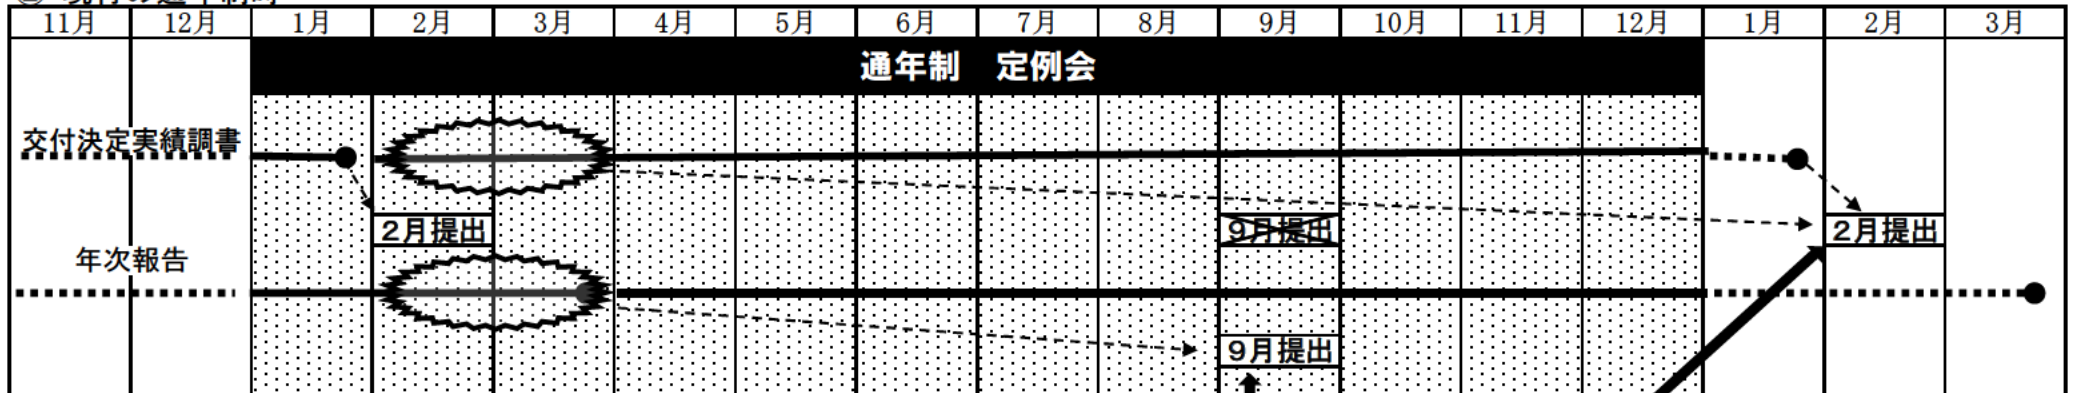 11月 12月 1月 2月 3月 4月 5月 6月 7月 8月 9月 10月 11月 12月 1月 2月 3月
通年制 定例会
交付決定実績調書
2月提出 9月提出 2月提出
年次報告
9月提出